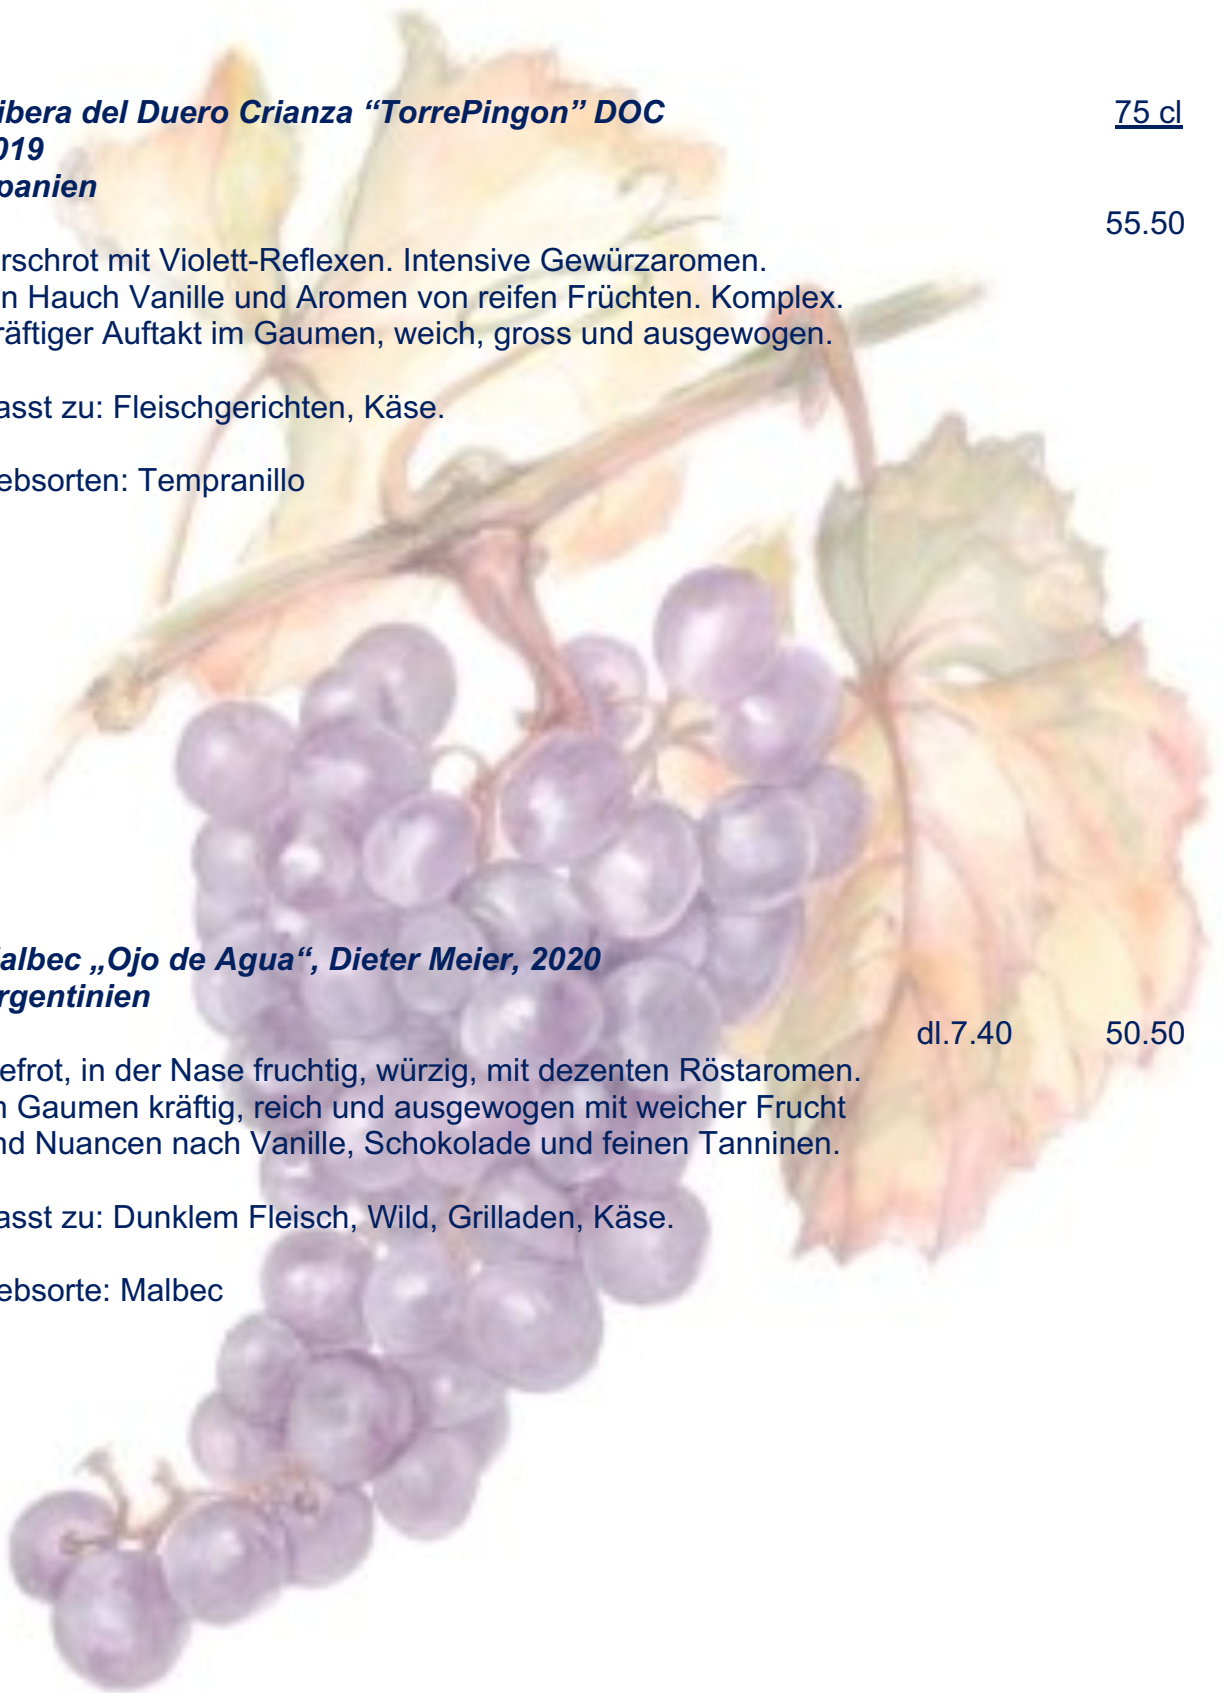 ibera del Duero Crianza “TorrePingon” DOC 75 cl
019
panien
55.50
rschrot mit Violett-Reflexen. Intensive Gewürzaromen.
n Hauch Vanille und Aromen von reifen Früchten. Komplex.
räftiger Auftakt im Gaumen, weich, gross und ausgewogen.
asst zu: Fleischgerichten, Käse.
ebsorten: Tempranillo
albec „Ojo de Agua“, Dieter Meier, 2020
rgentinien
dl.7.40 50.50
efrot, in der Nase fruchtig, würzig, mit dezenten Röstaromen.
n Gaumen kräftig, reich und ausgewogen mit weicher Frucht
nd Nuancen nach Vanille, Schokolade und feinen Tanninen.
asst zu: Dunklem Fleisch, Wild, Grilladen, Käse.
ebsorte: Malbec